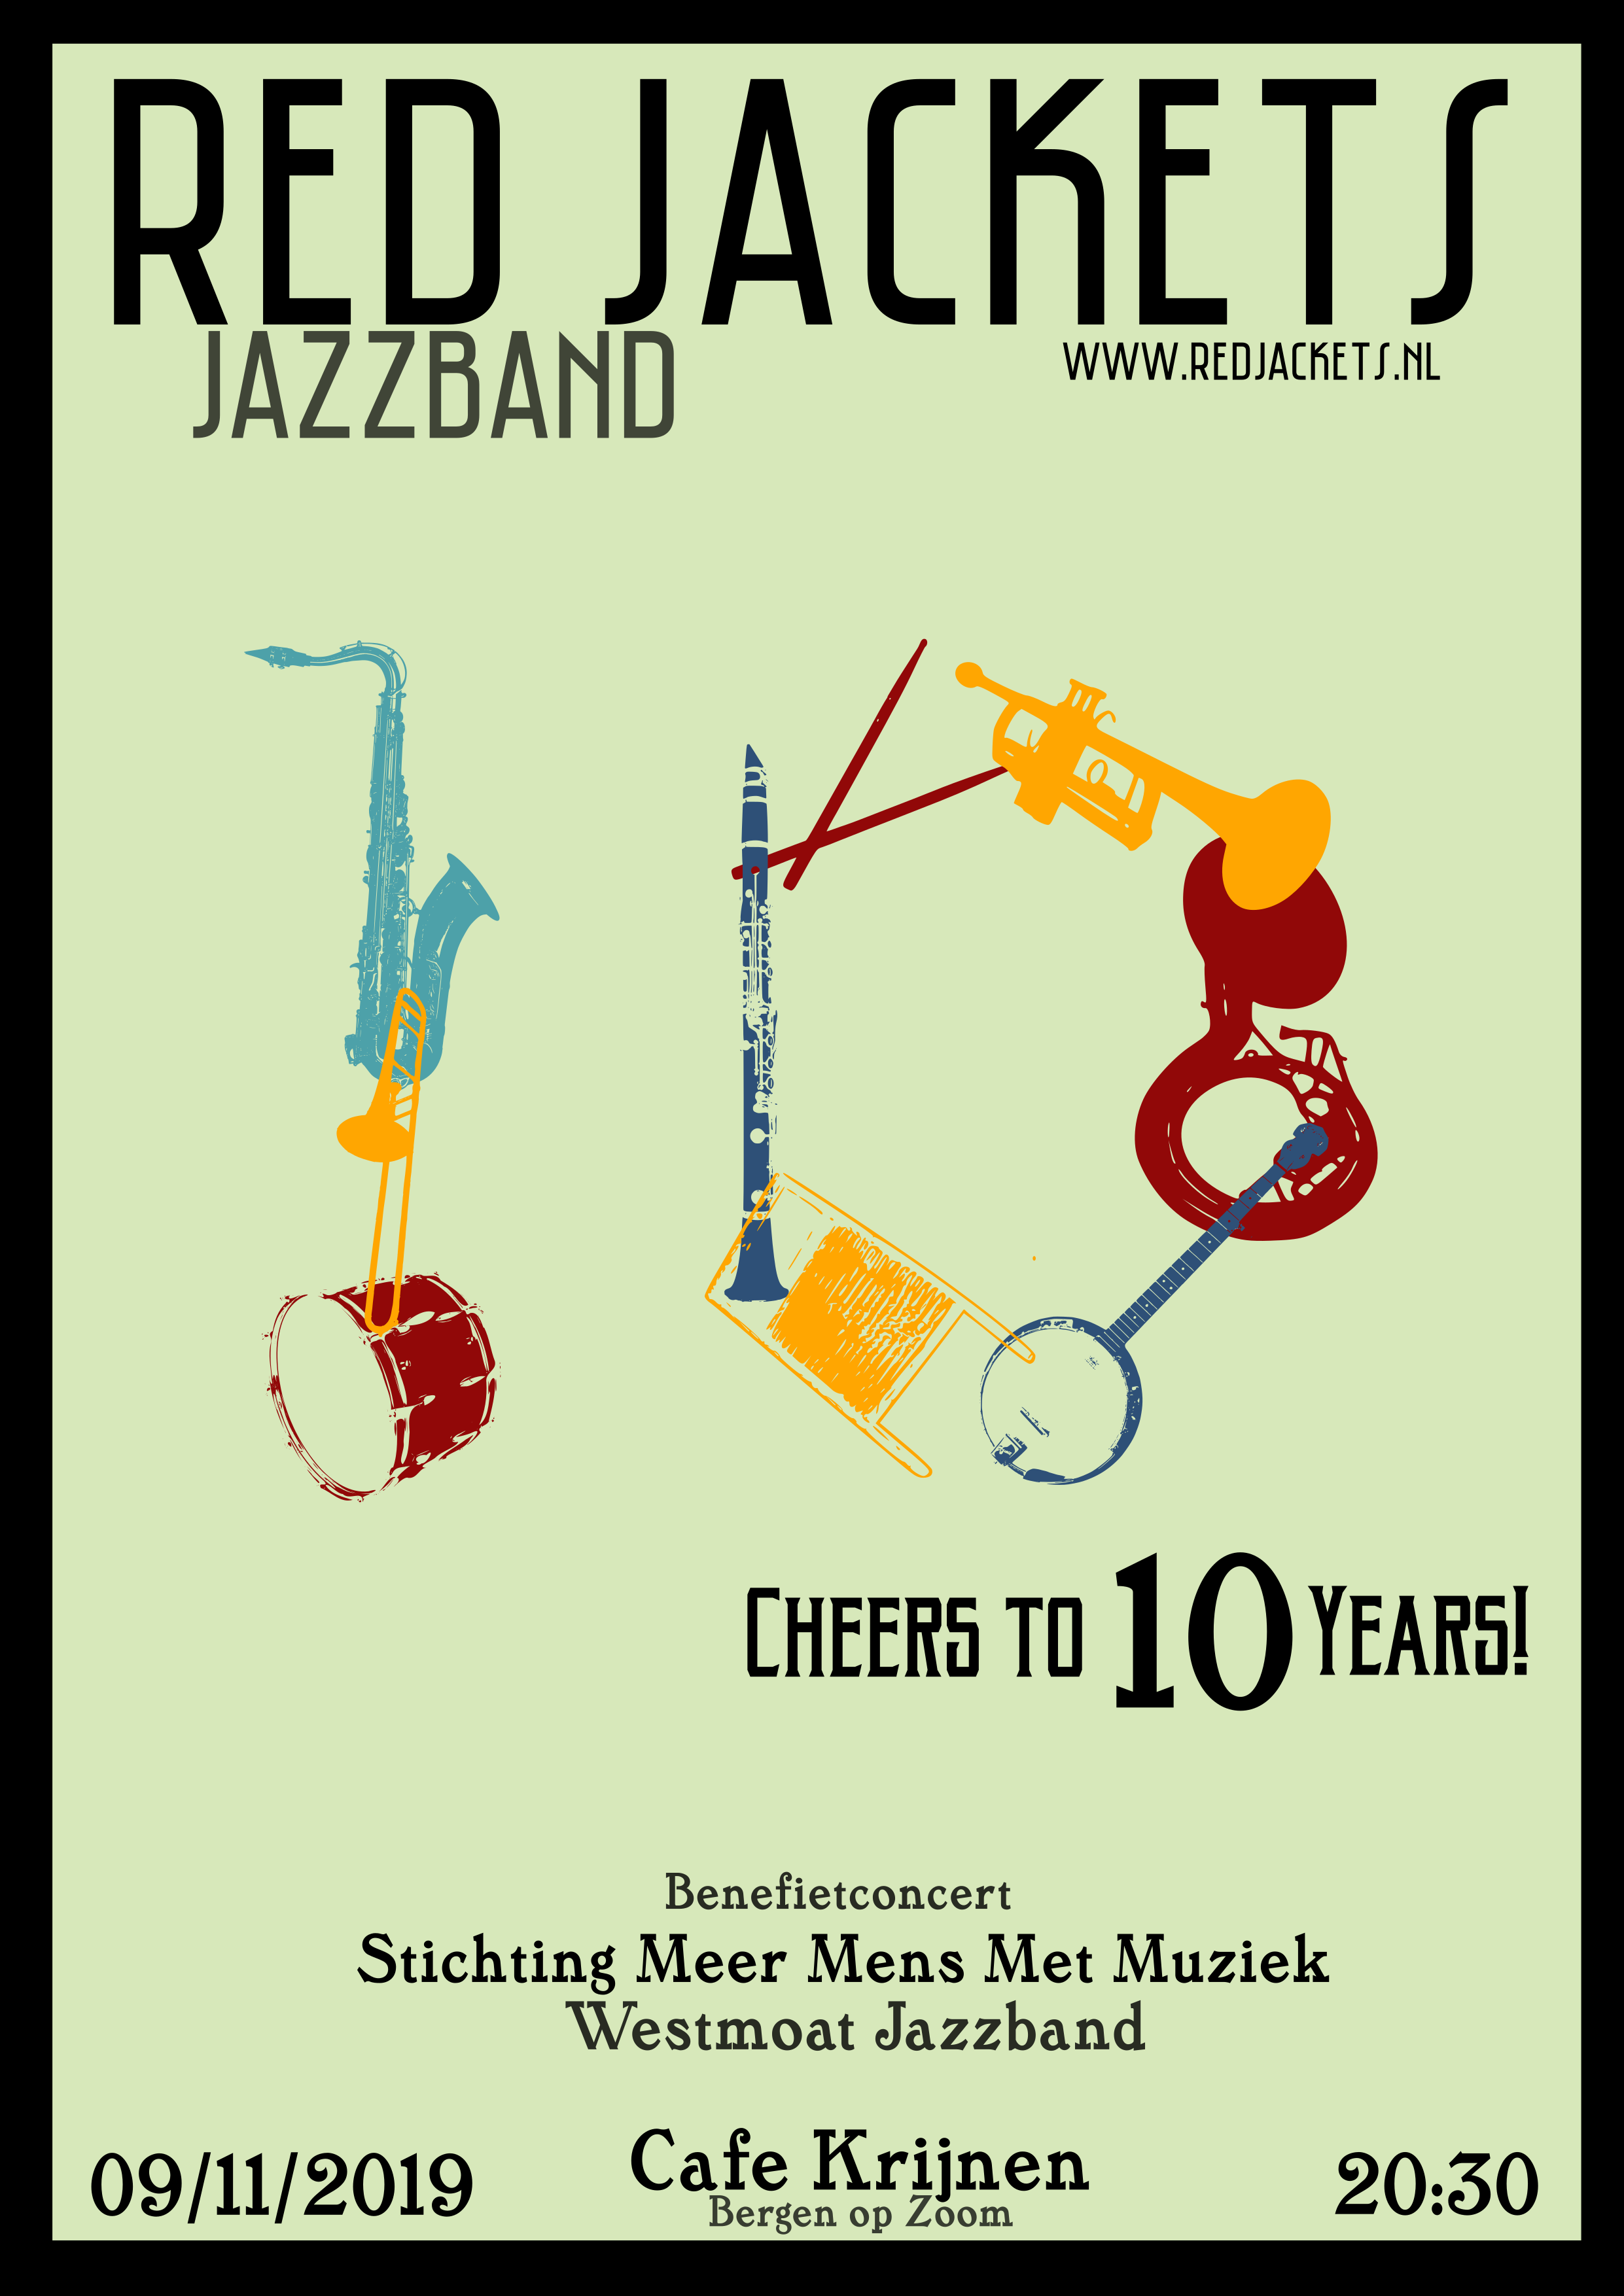 RED JACKETS
JAZZBAND
WWW.REDJACKETS.NL
Cheers to 10 Years!
Benefietconcert
Stichting Meer Mens Met Muziek
Westmoat Jazzband
Cafe Krijnen
Bergen op Zoom
09/11/2019
20:30